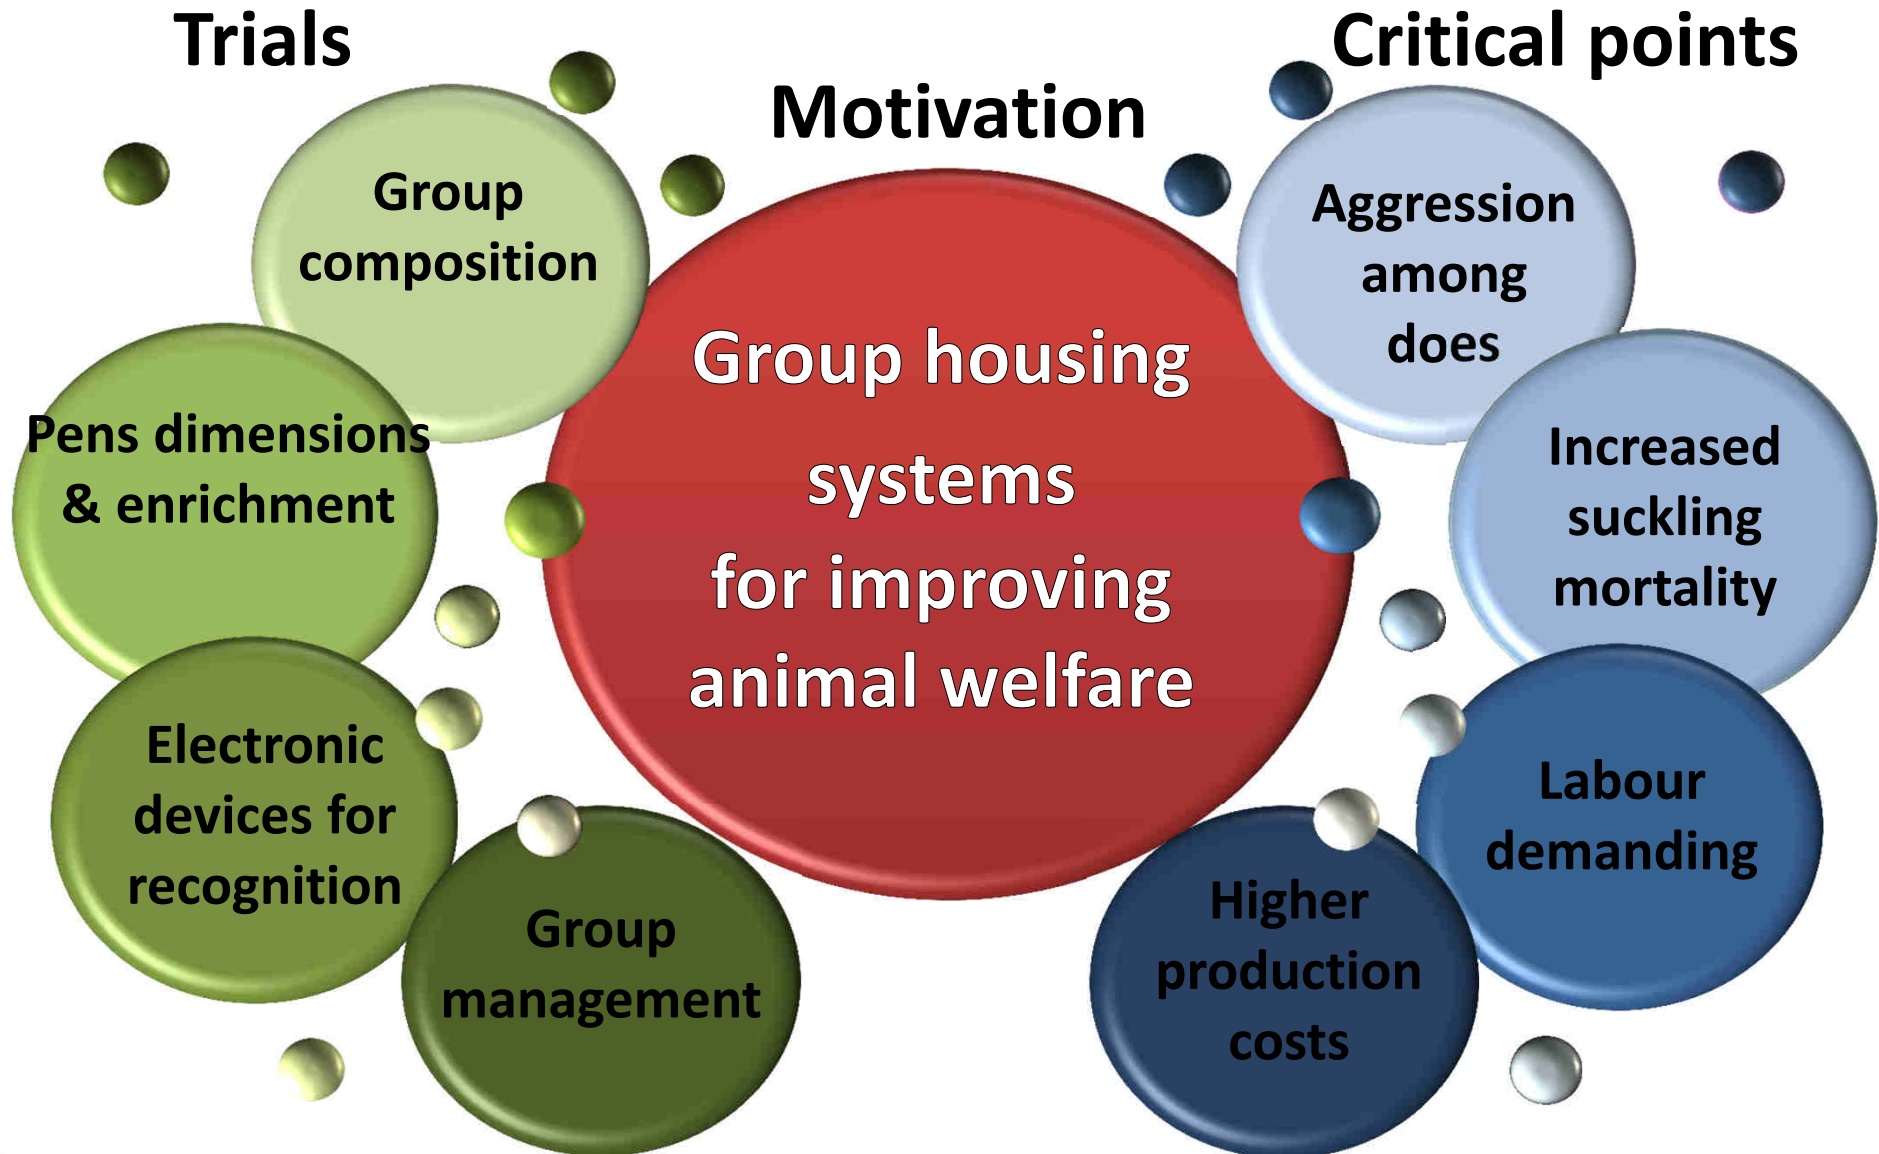 Trials
Group
composition
Pens dimensions
& enrichment
Electronic
devices for
recognition
Group
management
Motivation
Group housing
systems
for improving
animal welfare
Critical points
Aggression
among
does
Increased
suckling
mortality
Labour
demanding
Higher
production
costs